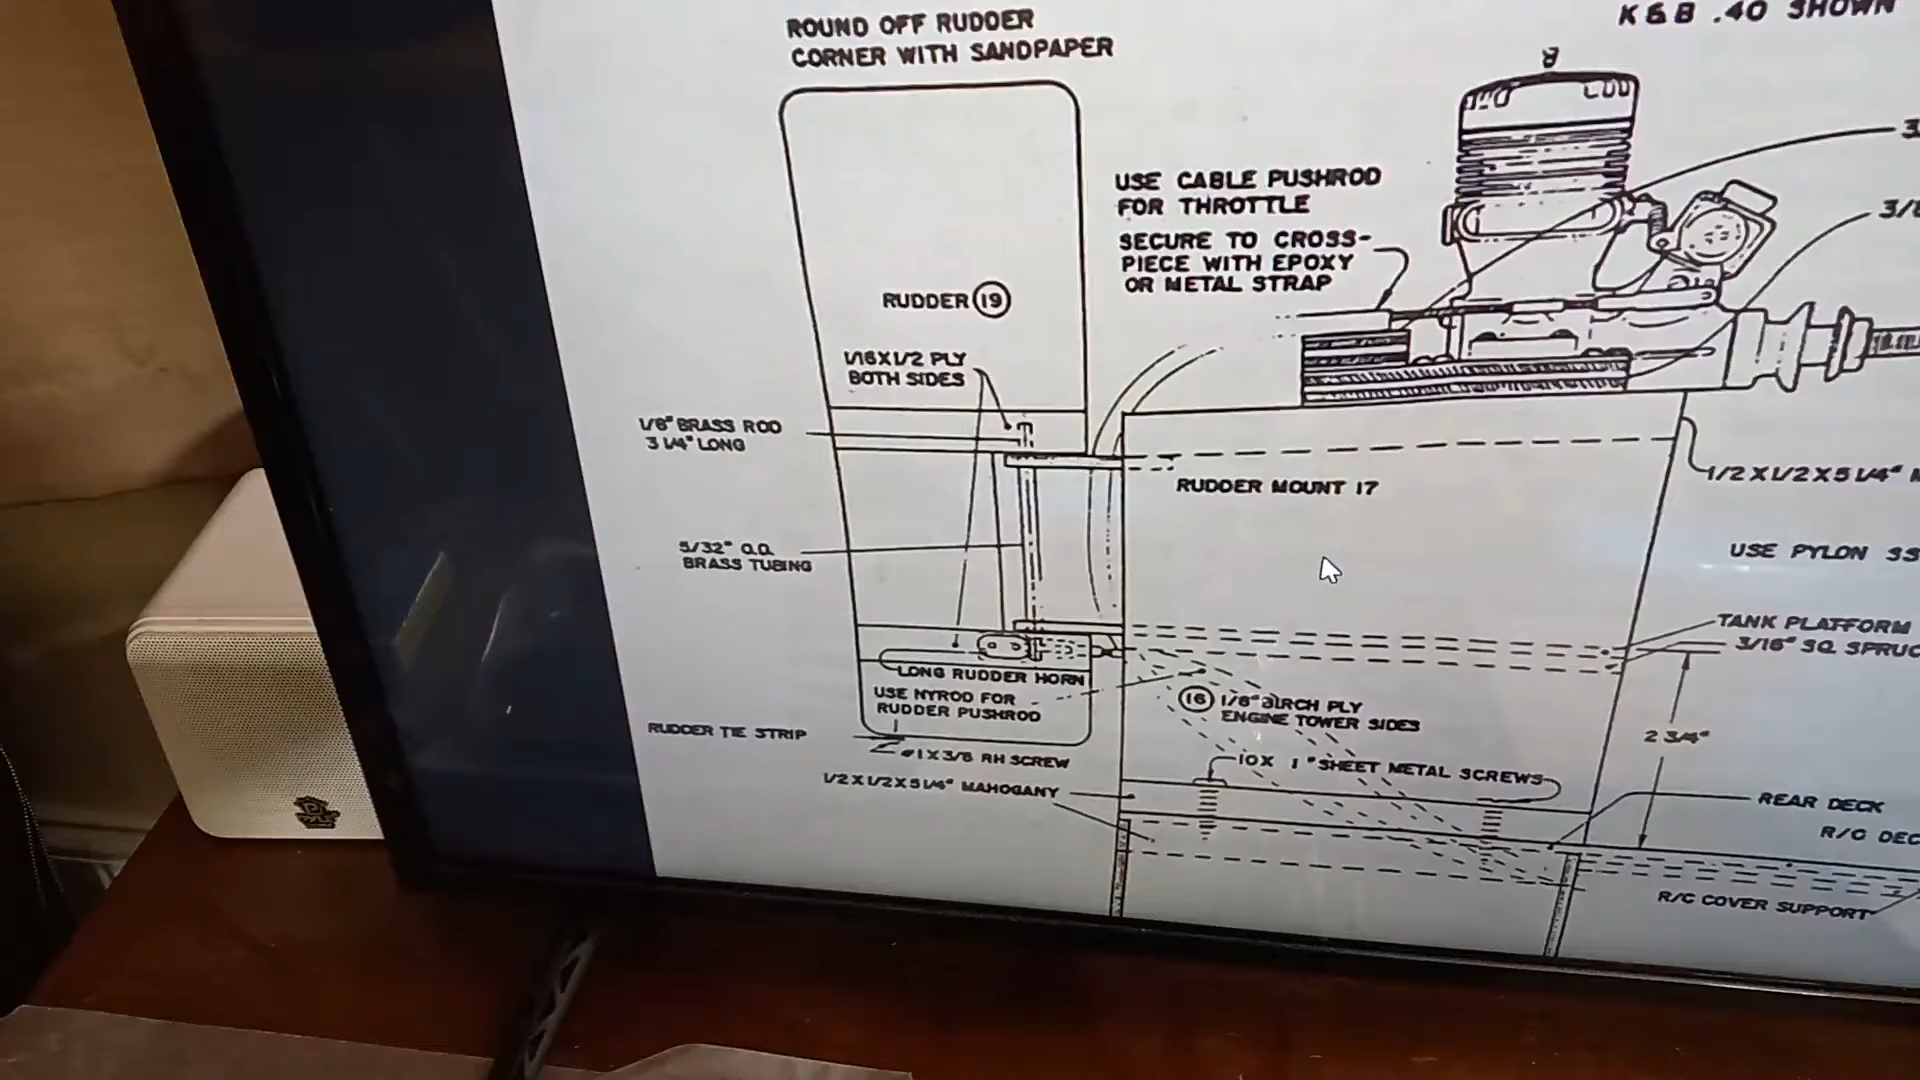 ROUND OFF RUDDER
CORNER WITH SANDPAPER
K&B .40 SHOWN
USE CABLE PUSHROD
FOR THROTTLE
SECURE TO CROSS-
PIECE WITH EPOXY
OR METAL STRAP
RUDDER 19
1/16X1/2 PLY
BOTH SIDES
1/8" BRASS ROD
3 1/4" LONG
RUDDER MOUNT 17
1/2 X 1/2 X 5 1/4"
5/32" O.D.
BRASS TUBING
USE PYLON
TANK PLATFORM
3/16" SQ.
LONG RUDDER HORN
USE NYROD FOR
RUDDER PUSHROD
16 1/8" BIRCH PLY
ENGINE TOWER SIDES
2 3/4"
RUDDER TIE STRIP
#1 X 3/8 RH SCREW
10X 1" SHEET METAL SCREWS
1/2 X 1/2 X 5 1/4" MAHOGANY
REAR DECK
R/C
R/C COVER SUPPORT